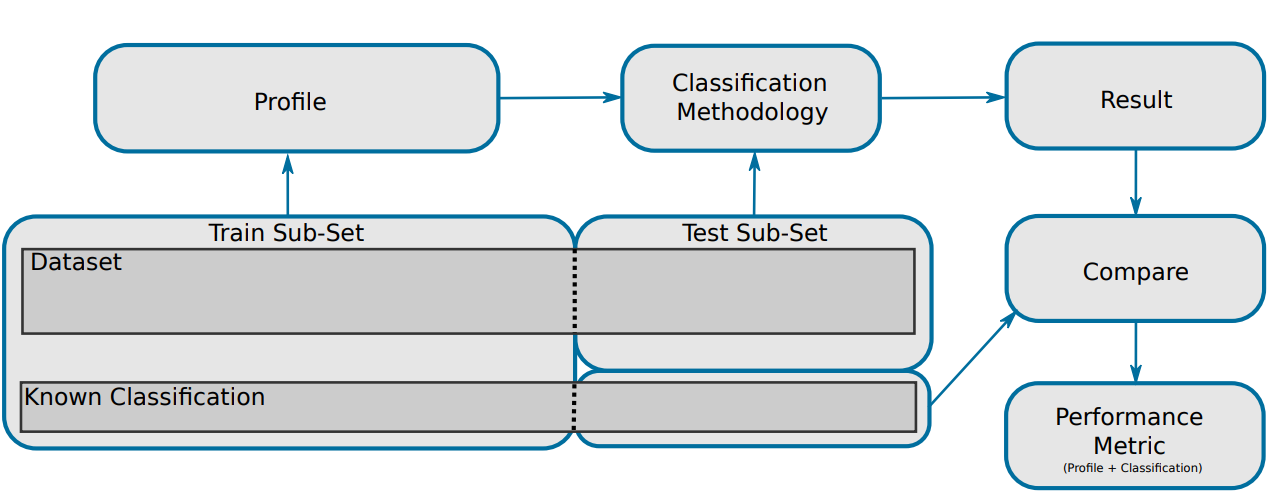 Profile
Classification
Methodology
Result
Train Sub-Set
Test Sub-Set
Dataset
Compare
Known Classification
Performance
Metric
(Profile + Classification)